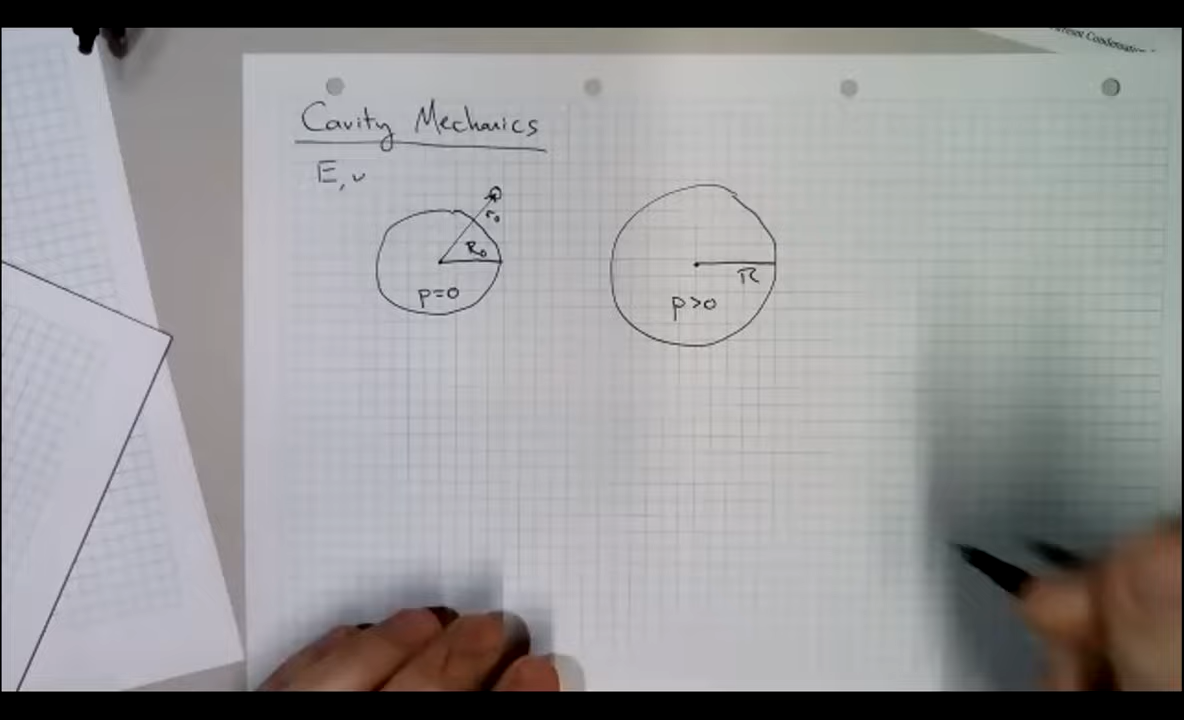 Cavity Mechanics
E, ν
r₀
R₀
R
p=0
p>0